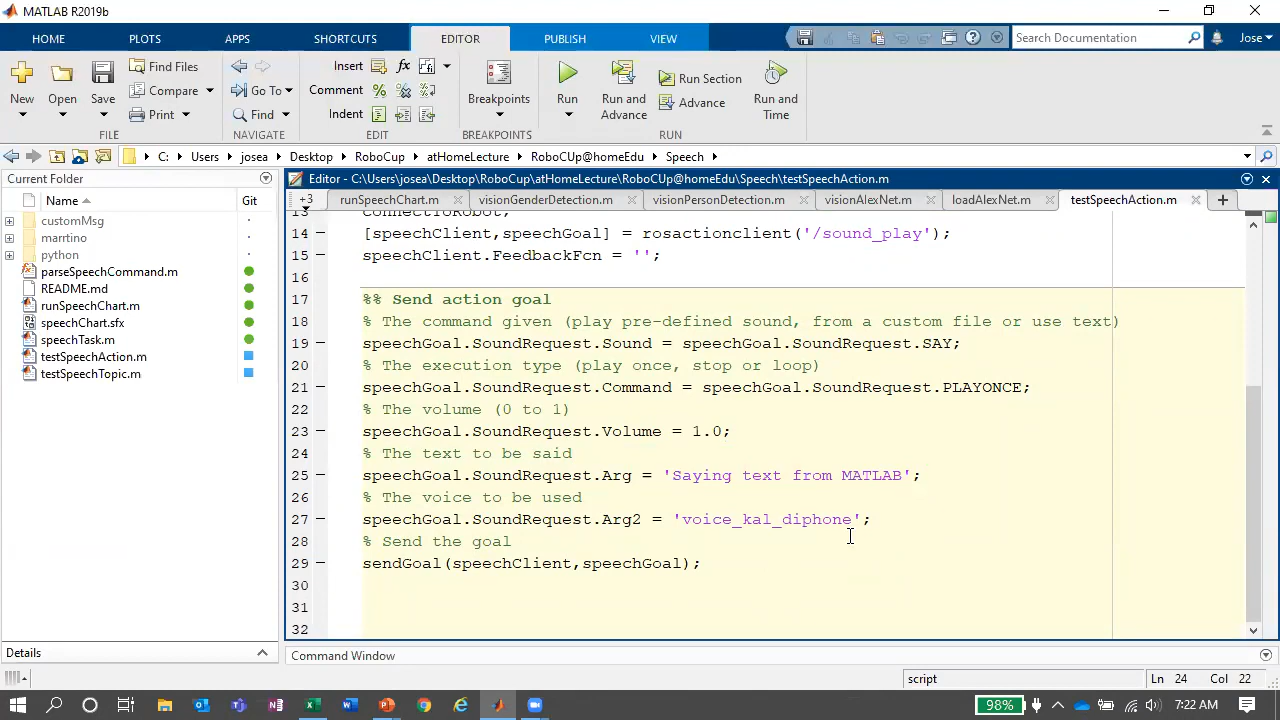 MATLAB R2019b
HOME PLOTS APPS SHORTCUTS EDITOR PUBLISH VIEW Search Documentation Jose
New Open Save Find Files Compare Print
FILE
Go To Find
NAVIGATE
Insert fx
Comment
Indent
EDIT
Breakpoints
BREAKPOINTS
Run Run and Advance Run Section Advance Run and Time
RUN
C: Users josea Desktop RoboCup atHomeLecture RoboCUp@homeEdu Speech
Current Folder
Name Git
customMsg
marrtino
python
parseSpeechCommand.m
README.md
runSpeechChart.m
speechChart.sfx
speechTask.m
testSpeechAction.m
testSpeechTopic.m
Details
Editor - C:\Users\josea\Desktop\RoboCup\atHomeLecture\RoboCUp@homeEdu\Speech\testSpeechAction.m
+3 runSpeechChart.m visionGenderDetection.m visionPersonDetection.m visionAlexNet.m loadAlexNet.m testSpeechAction.m
13 connectToRobot;
14 [speechClient,speechGoal] = rosactionclient('/sound_play');
15 speechClient.FeedbackFcn = '';
16
17 %% Send action goal
18 % The command given (play pre-defined sound, from a custom file or use text)
19 speechGoal.SoundRequest.Sound = speechGoal.SoundRequest.SAY;
20 % The execution type (play once, stop or loop)
21 speechGoal.SoundRequest.Command = speechGoal.SoundRequest.PLAYONCE;
22 % The volume (0 to 1)
23 speechGoal.SoundRequest.Volume = 1.0;
24 % The text to be said
25 speechGoal.SoundRequest.Arg = 'Saying text from MATLAB';
26 % The voice to be used
27 speechGoal.SoundRequest.Arg2 = 'voice_kal_diphone';
28 % Send the goal
29 sendGoal(speechClient,speechGoal);
30
31
32
Command Window
script Ln 24 Col 22
98% 7:22 AM